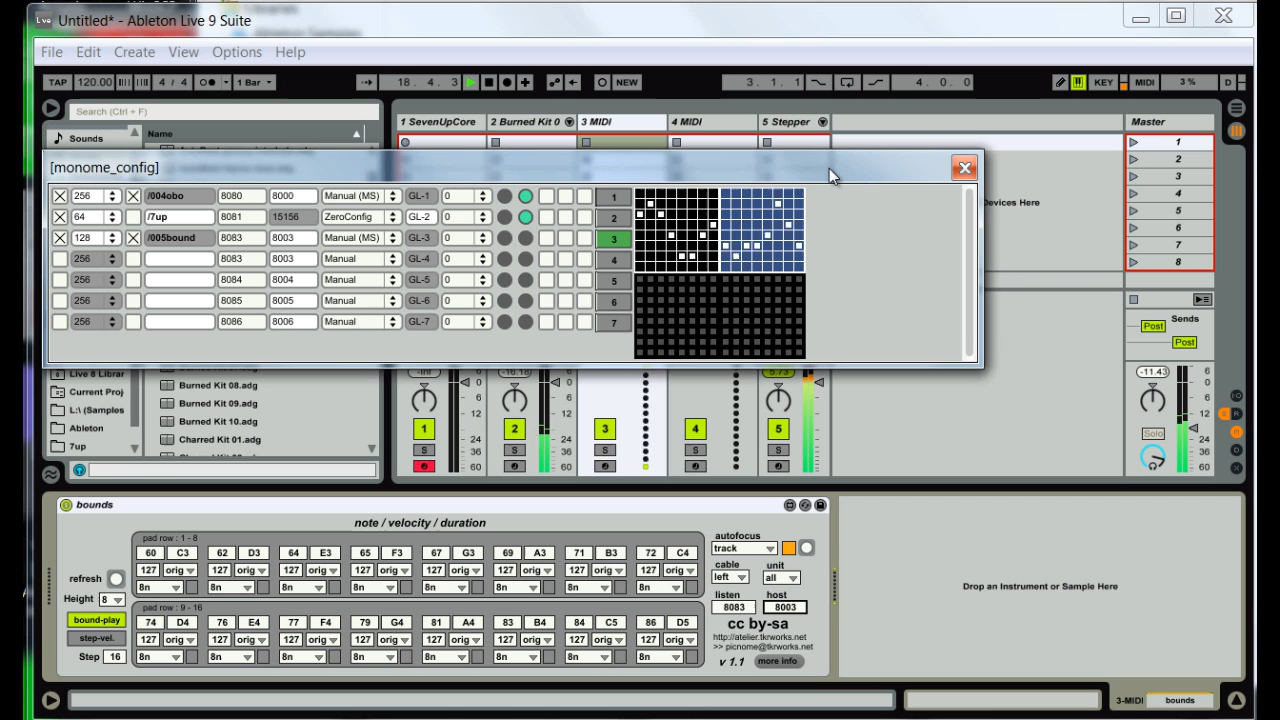 Live Untitled* - Ableton Live 9 Suite
File Edit Create View Options Help
TAP 120.00 4 / 4 1 Bar 18. 4. 3 NEW 3. 1. 1 4. 0. 0 KEY MIDI 3 % D
Search (Ctrl + F)
Sounds Name
1 SevenUpCore 2 Burned Kit 0 3 MIDI 4 MIDI 5 Stepper Master
1
2
3
4
5
6
7
8
Devices Here
[monome_config]
256 /004obo 8080 8000 Manual (MS) GL-1 0 1
64 /7up 8081 15156 ZeroConfig GL-2 0 2
128 /005bound 8083 8003 Manual (MS) GL-3 0 3
256 8083 8003 Manual GL-4 0 4
256 8084 8004 Manual GL-5 0 5
256 8085 8005 Manual GL-6 0 6
256 8086 8006 Manual GL-7 0 7
Sends
Post
Post
Live 8 Librar
Current Proj
L:\ (Samples
Ableton
7up
Burned Kit 08.adg
Burned Kit 09.adg
Burned Kit 10.adg
Charred Kit 01.adg
-16.18 5.73 -11.43
6
0
6
12
24
36
60
1 2 3 4 5 Solo
S S S S S
bounds
note / velocity / duration
pad row : 1 - 8
60 C3 62 D3 64 E3 65 F3 67 G3 69 A3 71 B3 72 C4
127 orig 127 orig 127 orig 127 orig 127 orig 127 orig 127 orig 127 orig
8n 8n 8n 8n 8n 8n 8n 8n
pad row : 9 - 16
74 D4 76 E4 77 F4 79 G4 81 A4 83 B4 84 C5 86 D5
127 orig 127 orig 127 orig 127 orig 127 orig 127 orig 127 orig 127 orig
8n 8n 8n 8n 8n 8n 8n 8n
refresh
Height 8
bound-play
step-vel.
Step 16
autofocus
track
cable unit
left all
listen host
8083 8003
cc by-sa
http://atelier.tkrworks.net
>> picnome@tkrworks.net
v 1.1 more info
Drop an Instrument or Sample Here
3-MIDI bounds